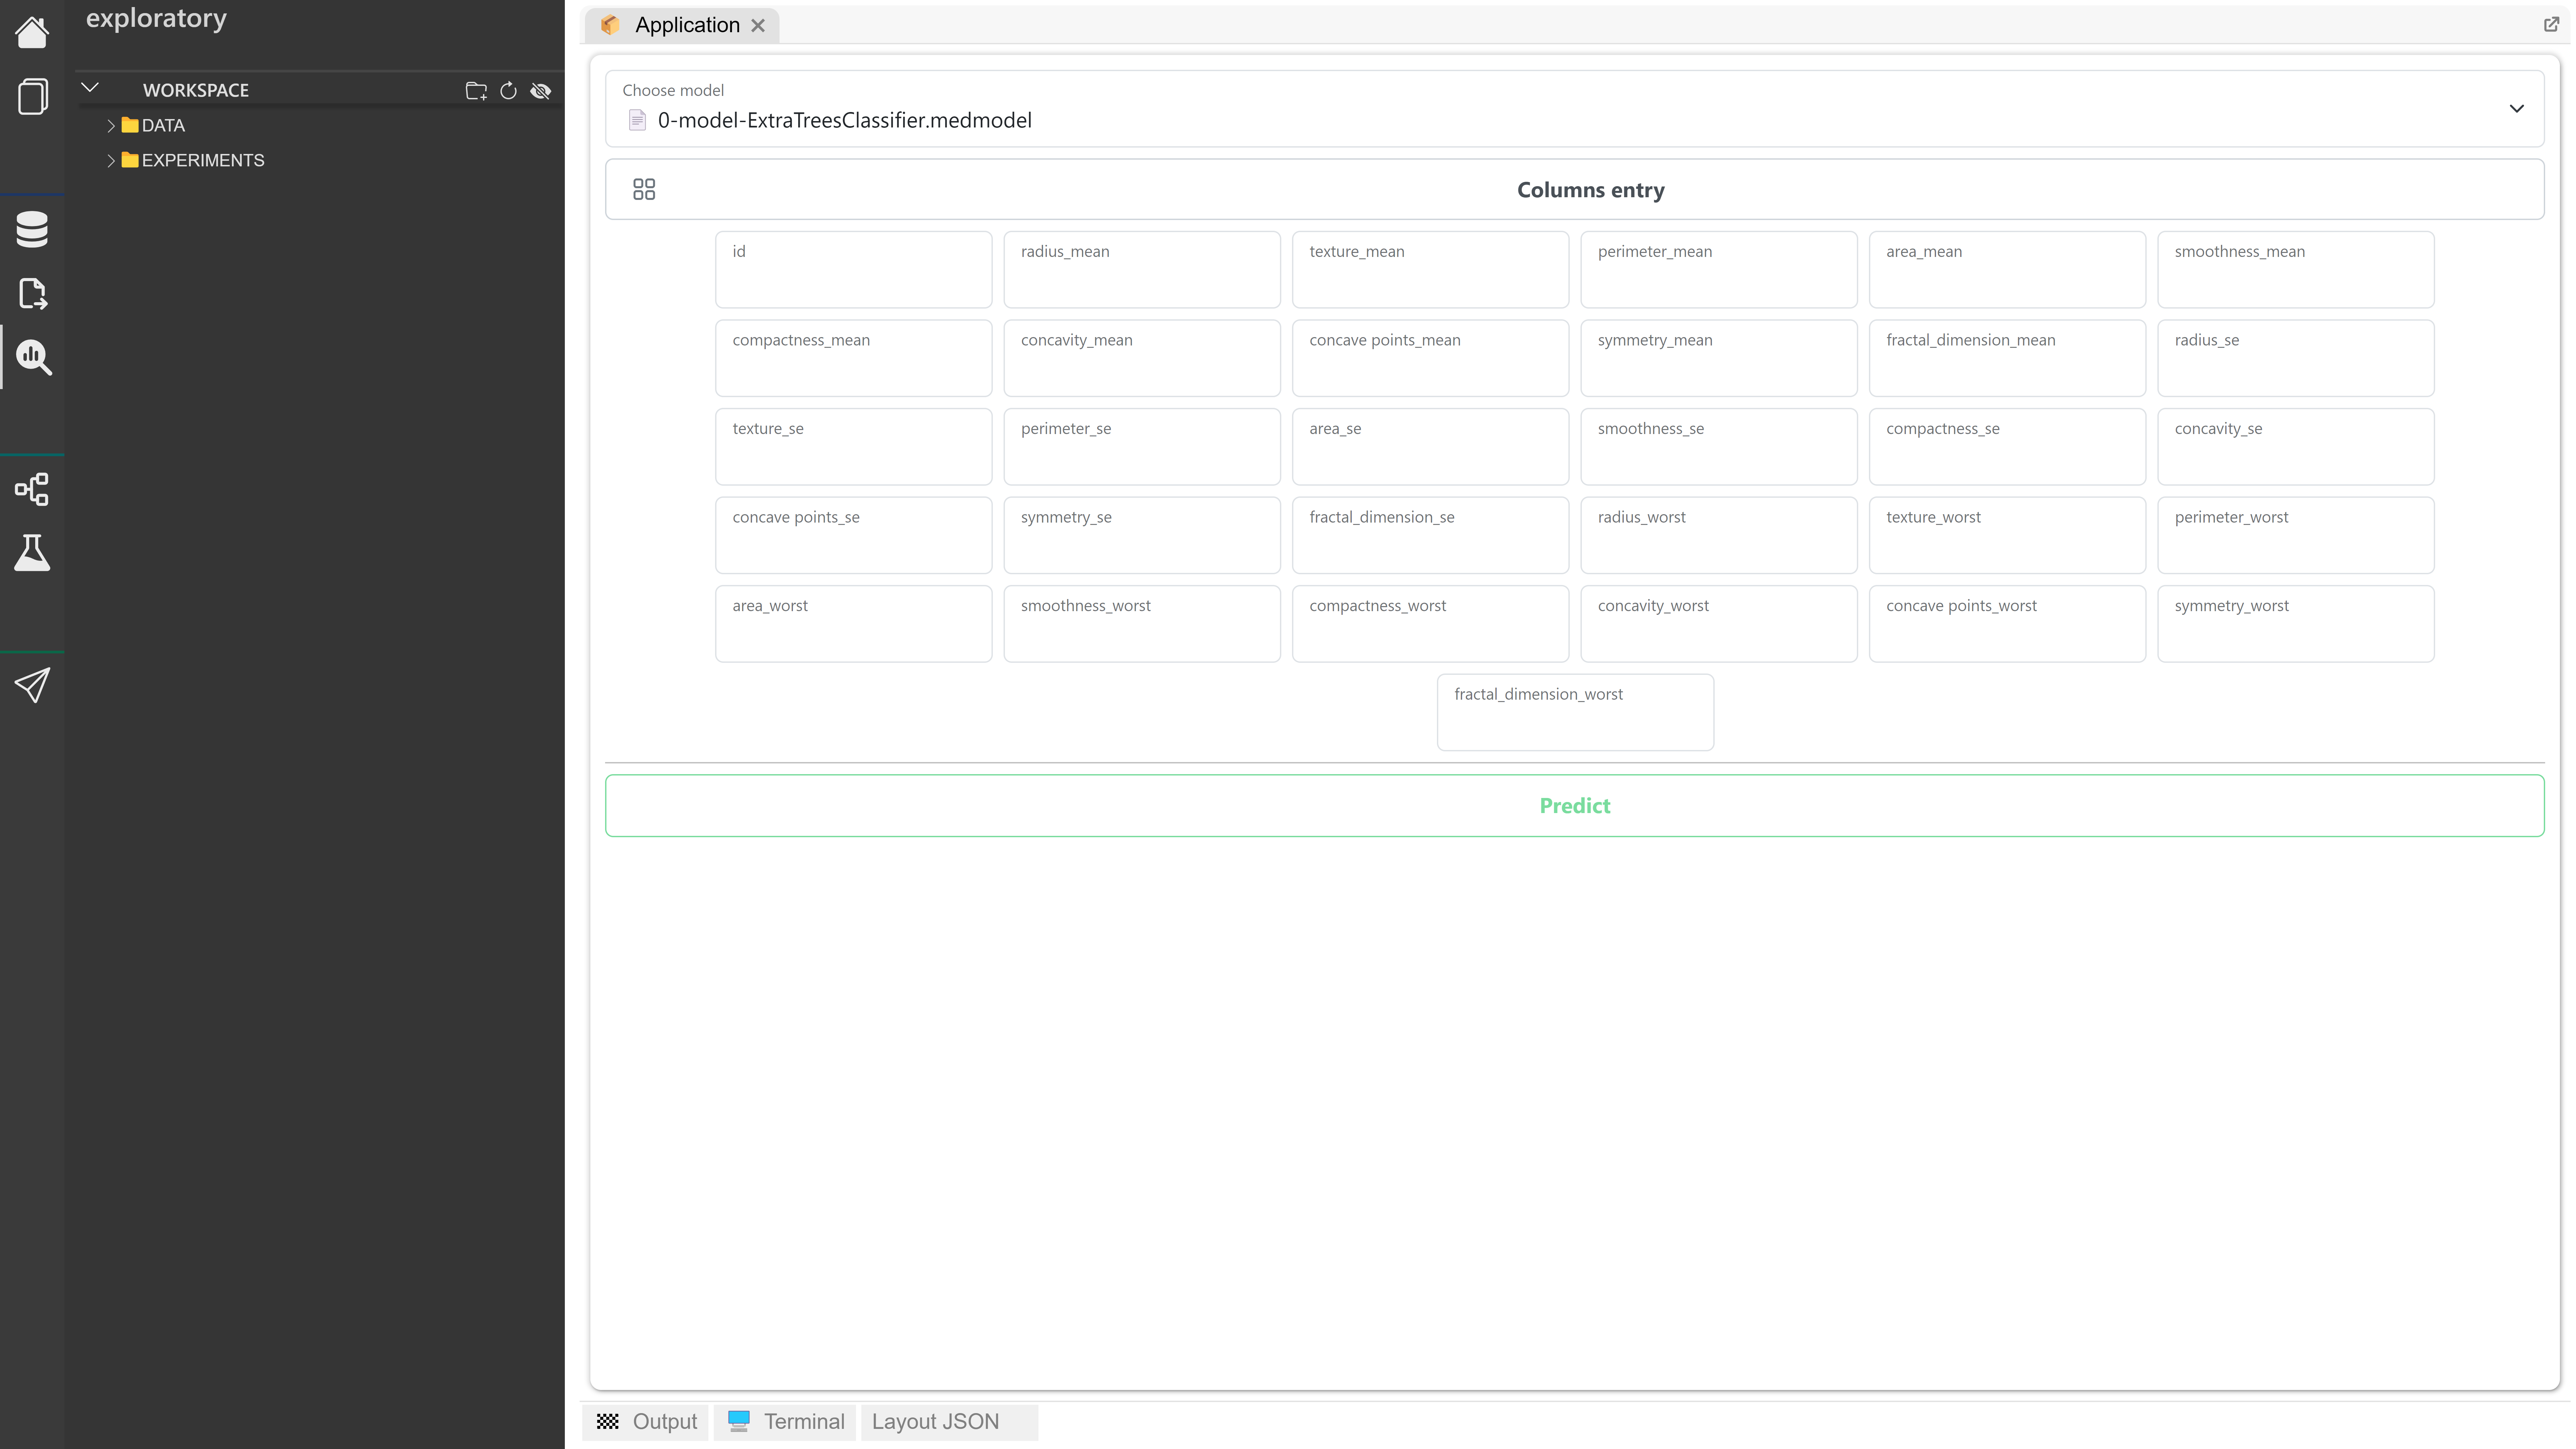 exploratory
WORKSPACE
DATA
EXPERIMENTS
Application
Choose model
0-model-ExtraTreesClassifier.medmodel
Columns entry
id radius_mean texture_mean perimeter_mean area_mean smoothness_mean
compactness_mean concavity_mean concave points_mean symmetry_mean fractal_dimension_mean radius_se
texture_se perimeter_se area_se smoothness_se compactness_se concavity_se
concave points_se symmetry_se fractal_dimension_se radius_worst texture_worst perimeter_worst
area_worst smoothness_worst compactness_worst concavity_worst concave points_worst symmetry_worst
fractal_dimension_worst
Predict
Output Terminal Layout JSON